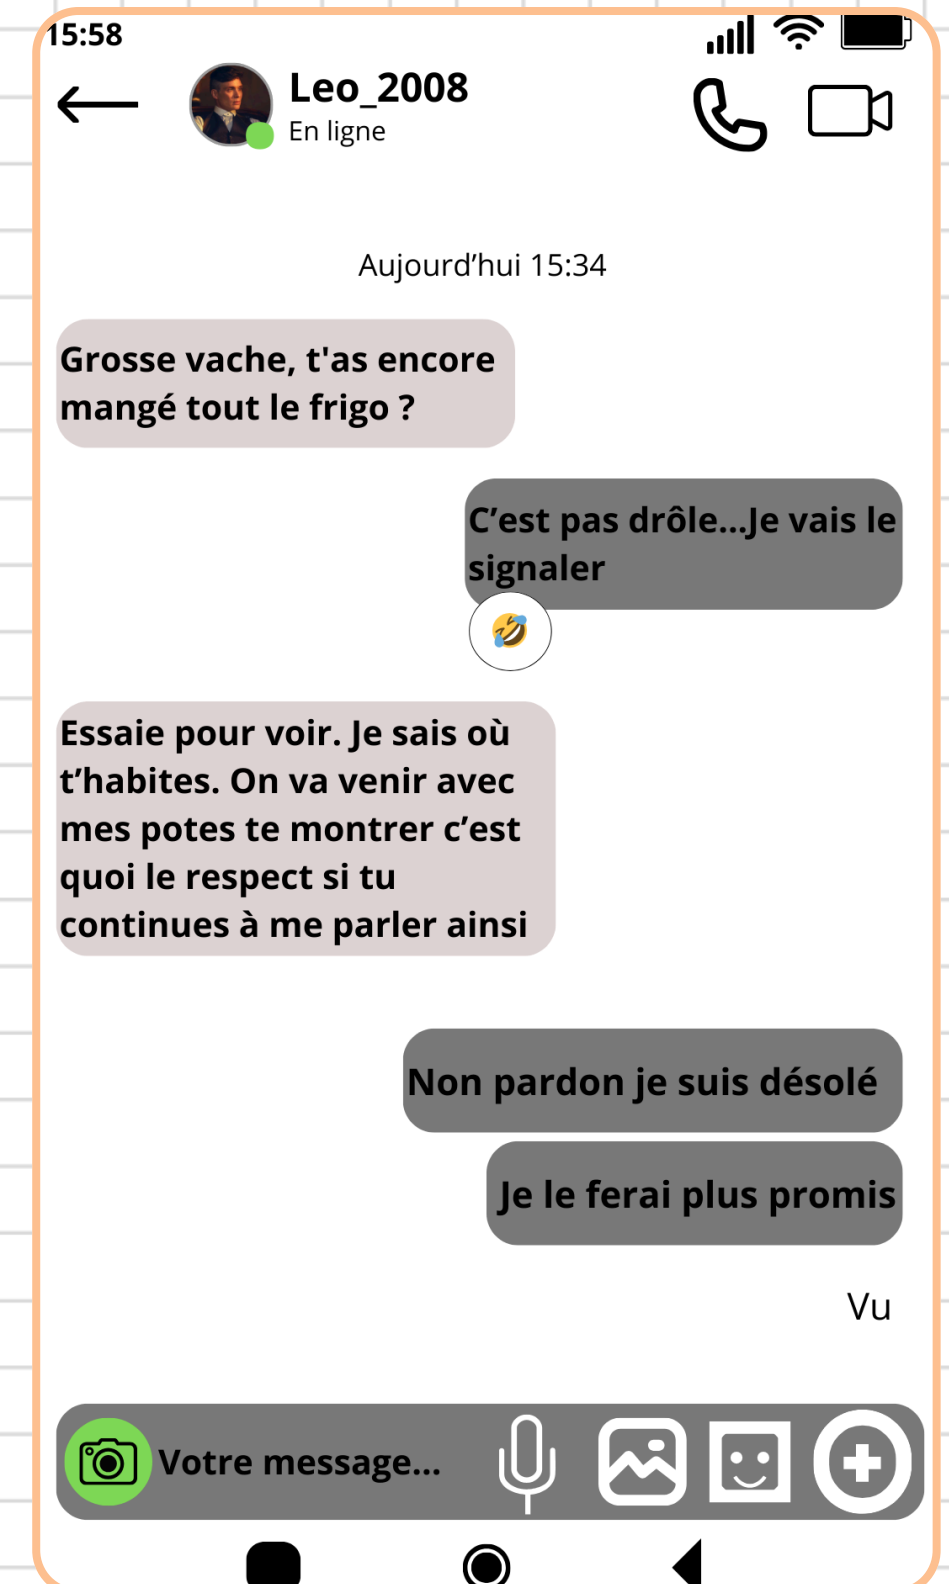 15:58
Leo_2008
En ligne
Aujourd’hui 15:34
Grosse vache, t'as encore
mangé tout le frigo ?
C’est pas drôle...Je vais le
signaler
Essaie pour voir. Je sais où
t’habites. On va venir avec
mes potes te montrer c’est
quoi le respect si tu
continues à me parler ainsi
Non pardon je suis désolé
Je le ferai plus promis
Vu
Votre message...